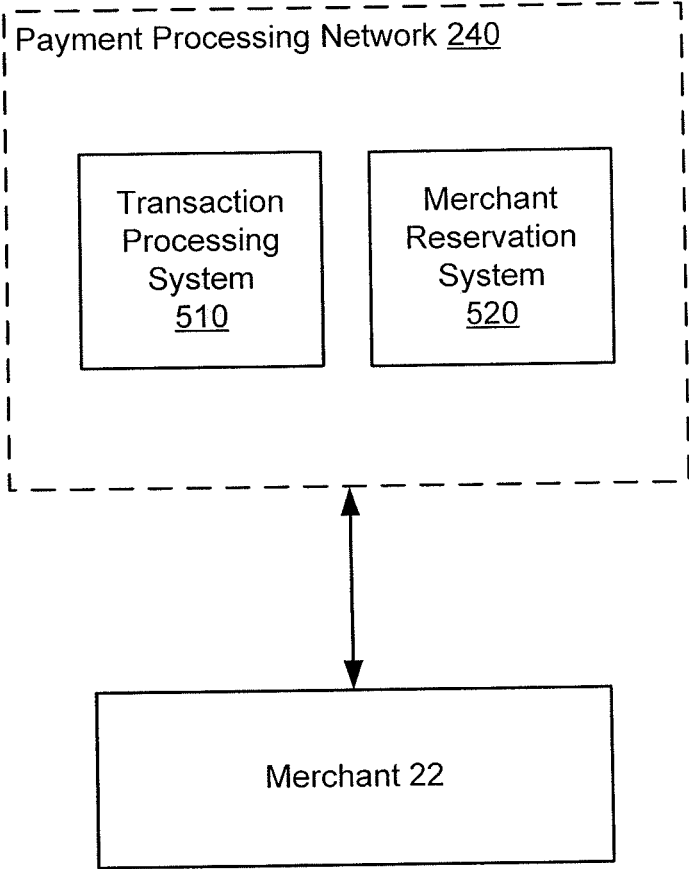 Payment Processing Network 240
Transaction
Processing
System
510
Merchant
Reservation
System
520
Merchant 22